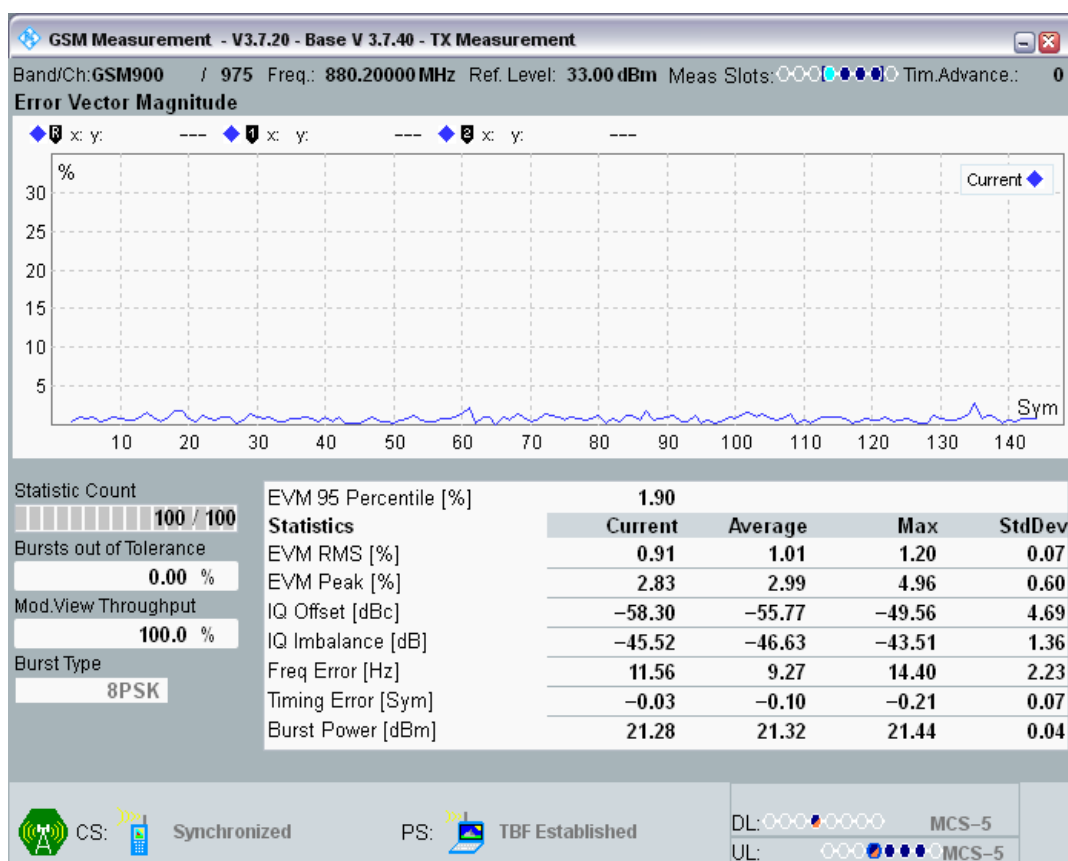 GSM Measurement - V3.7.20 - Base V 3.7.40 - TX Measurement
Band/Ch:GSM900 / 975 Freq.: 880.20000 MHz Ref. Level: 33.00 dBm Meas Slots: Tim.Advance.: 0
Error Vector Magnitude
R x: y: --- 1 x: y: --- 2 x: y: ---
%
Current
30
25
20
15
10
5
Sym
10 20 30 40 50 60 70 80 90 100 110 120 130 140
Statistic Count
100 / 100
Bursts out of Tolerance
0.00 %
Mod.View Throughput
100.0 %
Burst Type
8PSK
EVM 95 Percentile [%] 1.90
Statistics Current Average Max StdDev
EVM RMS [%] 0.91 1.01 1.20 0.07
EVM Peak [%] 2.83 2.99 4.96 0.60
IQ Offset [dBc] −58.30 −55.77 −49.56 4.69
IQ Imbalance [dB] −45.52 −46.63 −43.51 1.36
Freq Error [Hz] 11.56 9.27 14.40 2.23
Timing Error [Sym] −0.03 −0.10 −0.21 0.07
Burst Power [dBm] 21.28 21.32 21.44 0.04
CS: Synchronized PS: TBF Established
DL: MCS−5
UL: MCS−5